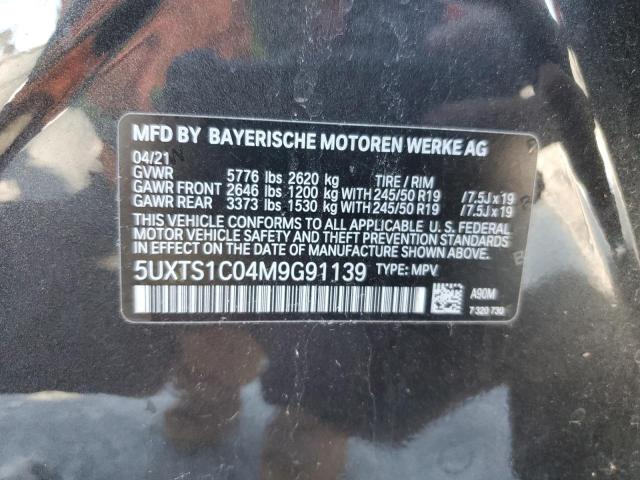 MFD BY BAYERISCHE MOTOREN WERKE AG
04/21
GVWR 5776 lbs 2620 kg TIRE / RIM
GAWR FRONT 2646 lbs 1200 kg WITH 245/50 R19 / 7.5J x 19
GAWR REAR 3373 lbs 1530 kg WITH 245/50 R19 / 7.5J x 19
THIS VEHICLE CONFORMS TO ALL APPLICABLE U. S. FEDERAL
MOTOR VEHICLE SAFETY, BUMPER, AND THEFT PREVENTION
STANDARDS IN EFFECT ON THE DATE OF MANUFACTURE SHOWN ABOVE.
5UXTS1C04M9G91139 TYPE: MPV
A90M
7 320 730